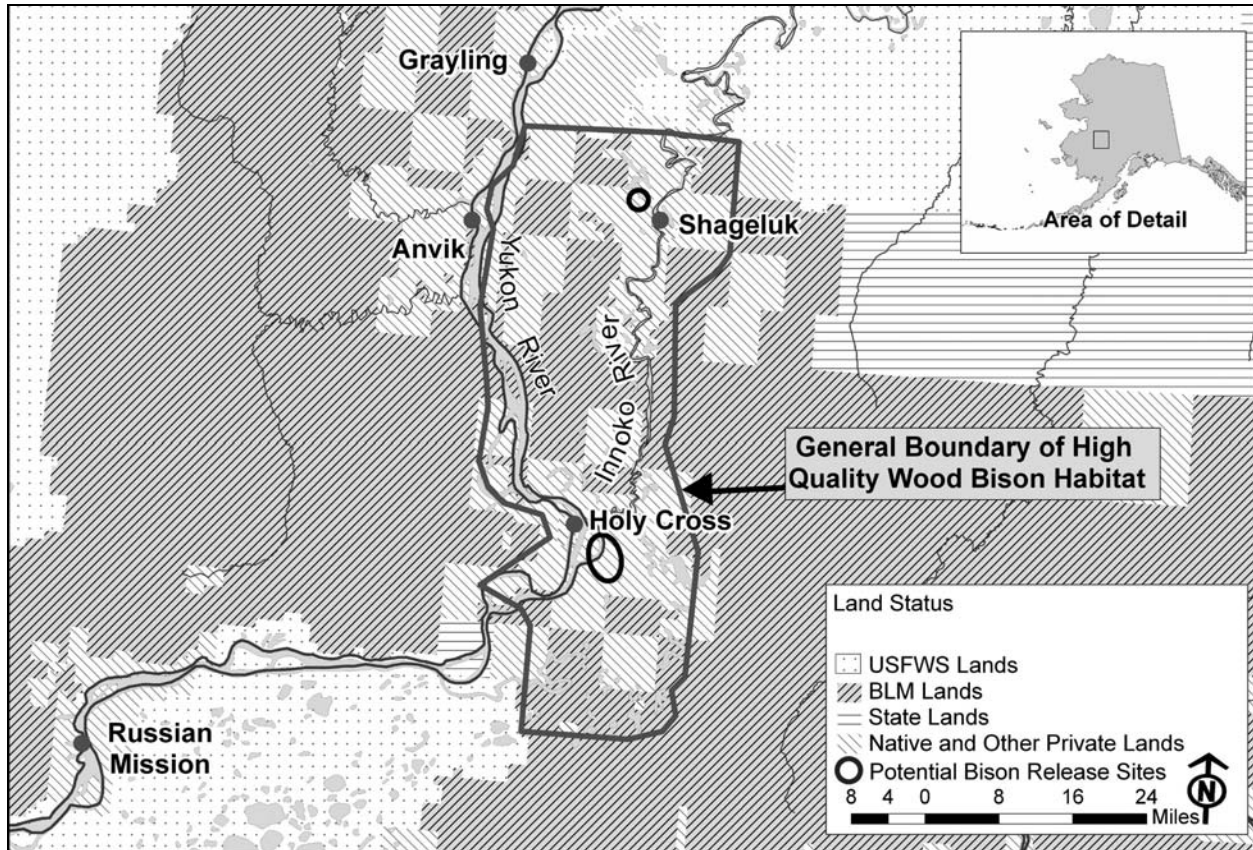 Grayling
Anvik
Shageluk
Yukon
River
Innoko River
Holy Cross
Russian
Mission
Area of Detail
General Boundary of High
Quality Wood Bison Habitat
Land Status
USFWS Lands
BLM Lands
State Lands
Native and Other Private Lands
Potential Bison Release Sites
8 4 0 8 16 24
Miles
N